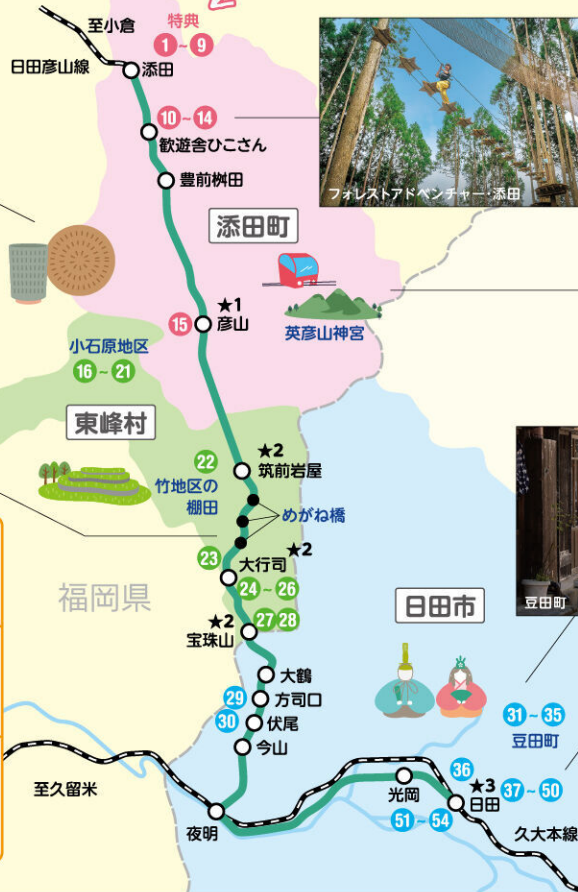 至小倉
特典
1~9
日田彦山線
添田
10~14
歓遊舎ひこさん
フォレストアドベンチャー・添田
豊前桝田
添田町
★1
15
彦山
英彦山神宮
小石原地区
16~21
東峰村
★2
22
筑前岩屋
竹地区の
棚田
めがね橋
★2
23
大行司
24~26
福岡県
日田市
豆田町
★2
27 28
宝珠山
大鶴
29
方司口
30
伏尾
今山
31~35
豆田町
36
★3
至久留米
光岡
日田
37~50
51~54
夜明
久大本線